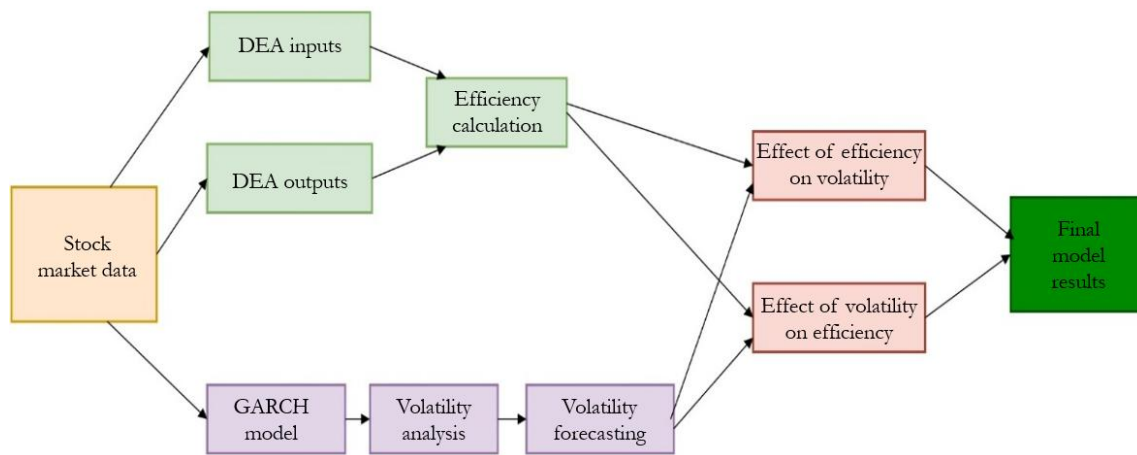 DEA inputs
Efficiency
calculation
DEA outputs
Effect of efficiency
on volatility
Stock
market data
Final
model
results
Effect of volatility
on efficiency
GARCH
model
Volatility
analysis
Volatility
forecasting